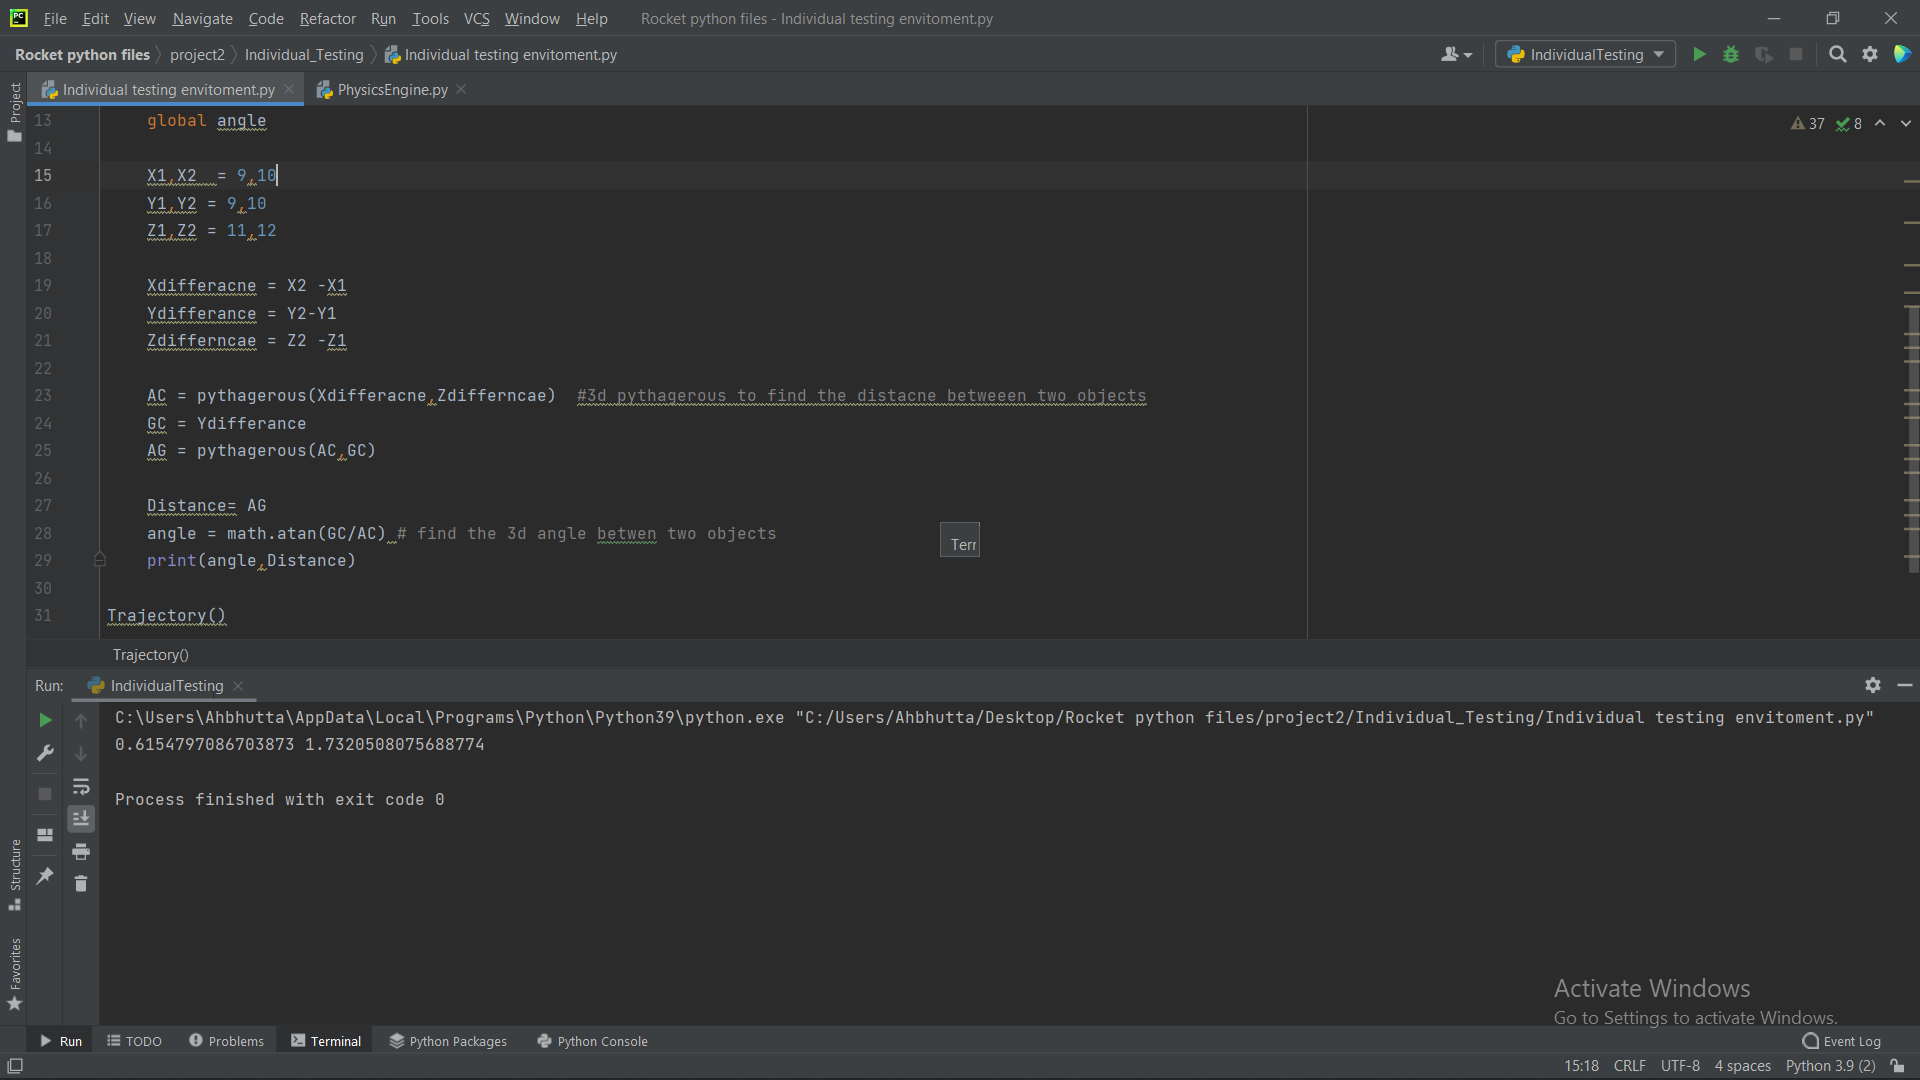 File Edit View Navigate Code Refactor Run Tools VCS Window Help Rocket python files - Individual testing envitoment.py
Rocket python files project2 Individual_Testing Individual testing envitoment.py IndividualTesting
Individual testing envitoment.py PhysicsEngine.py
Project
13 global angle
37 8
14
15 X1,X2  = 9,10
16 Y1,Y2 = 9,10
17 Z1,Z2 = 11,12
18
19 Xdifferacne = X2 -X1
20 Ydifferance = Y2-Y1
21 Zdifferncae = Z2 -Z1
22
23 AC = pythagerous(Xdifferacne,Zdifferncae)  #3d pythagerous to find the distacne betweeen two objects
24 GC = Ydifferance
25 AG = pythagerous(AC,GC)
26
27 Distance= AG
28 angle = math.atan(GC/AC) # find the 3d angle betwen two objects
Terr
29 print(angle,Distance)
30
31 Trajectory()
Trajectory()
Run: IndividualTesting
C:\Users\Ahbhutta\AppData\Local\Programs\Python\Python39\python.exe "C:/Users/Ahbhutta/Desktop/Rocket python files/project2/Individual_Testing/Individual testing envitoment.py"
0.6154797086703873 1.7320508075688774
Process finished with exit code 0
Structure
Favorites
Activate Windows
Go to Settings to activate Windows.
Run TODO Problems Terminal Python Packages Python Console Event Log
15:18 CRLF UTF-8 4 spaces Python 3.9 (2)